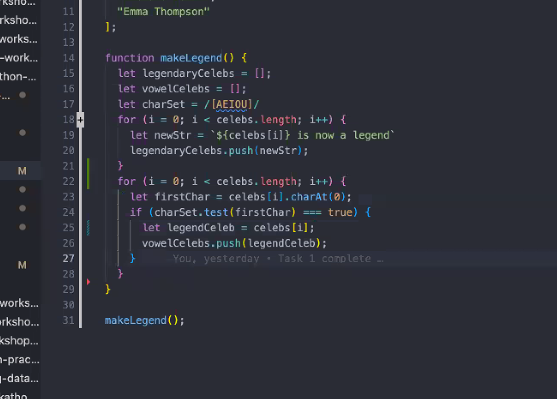 rksho...
11 "Emma Thompson"
rksho...
12 ];
works...
13
-work...
14 function makeLegend() {
thon-...
15 let legendaryCelebs = [];
...
16 let vowelCelebs = [];
17 let charSet = /[AEIOU]/
18 for (i = 0; i < celebs.length; i++) {
19 let newStr = `${celebs[i]} is now a legend`
20 legendaryCelebs.push(newStr);
M
21 }
22 for (i = 0; i < celebs.length; i++) {
23 let firstChar = celebs[i].charAt(0);
24 if (charSet.test(firstChar) === true) {
25 let legendCeleb = celebs[i];
26 vowelCelebs.push(legendCeleb);
M
27 } You, yesterday • Task 1 complete …
28 }
works...
29 }
orksho...
30
kshop...
31 makeLegend();
n-prac...
g-data...
katho...